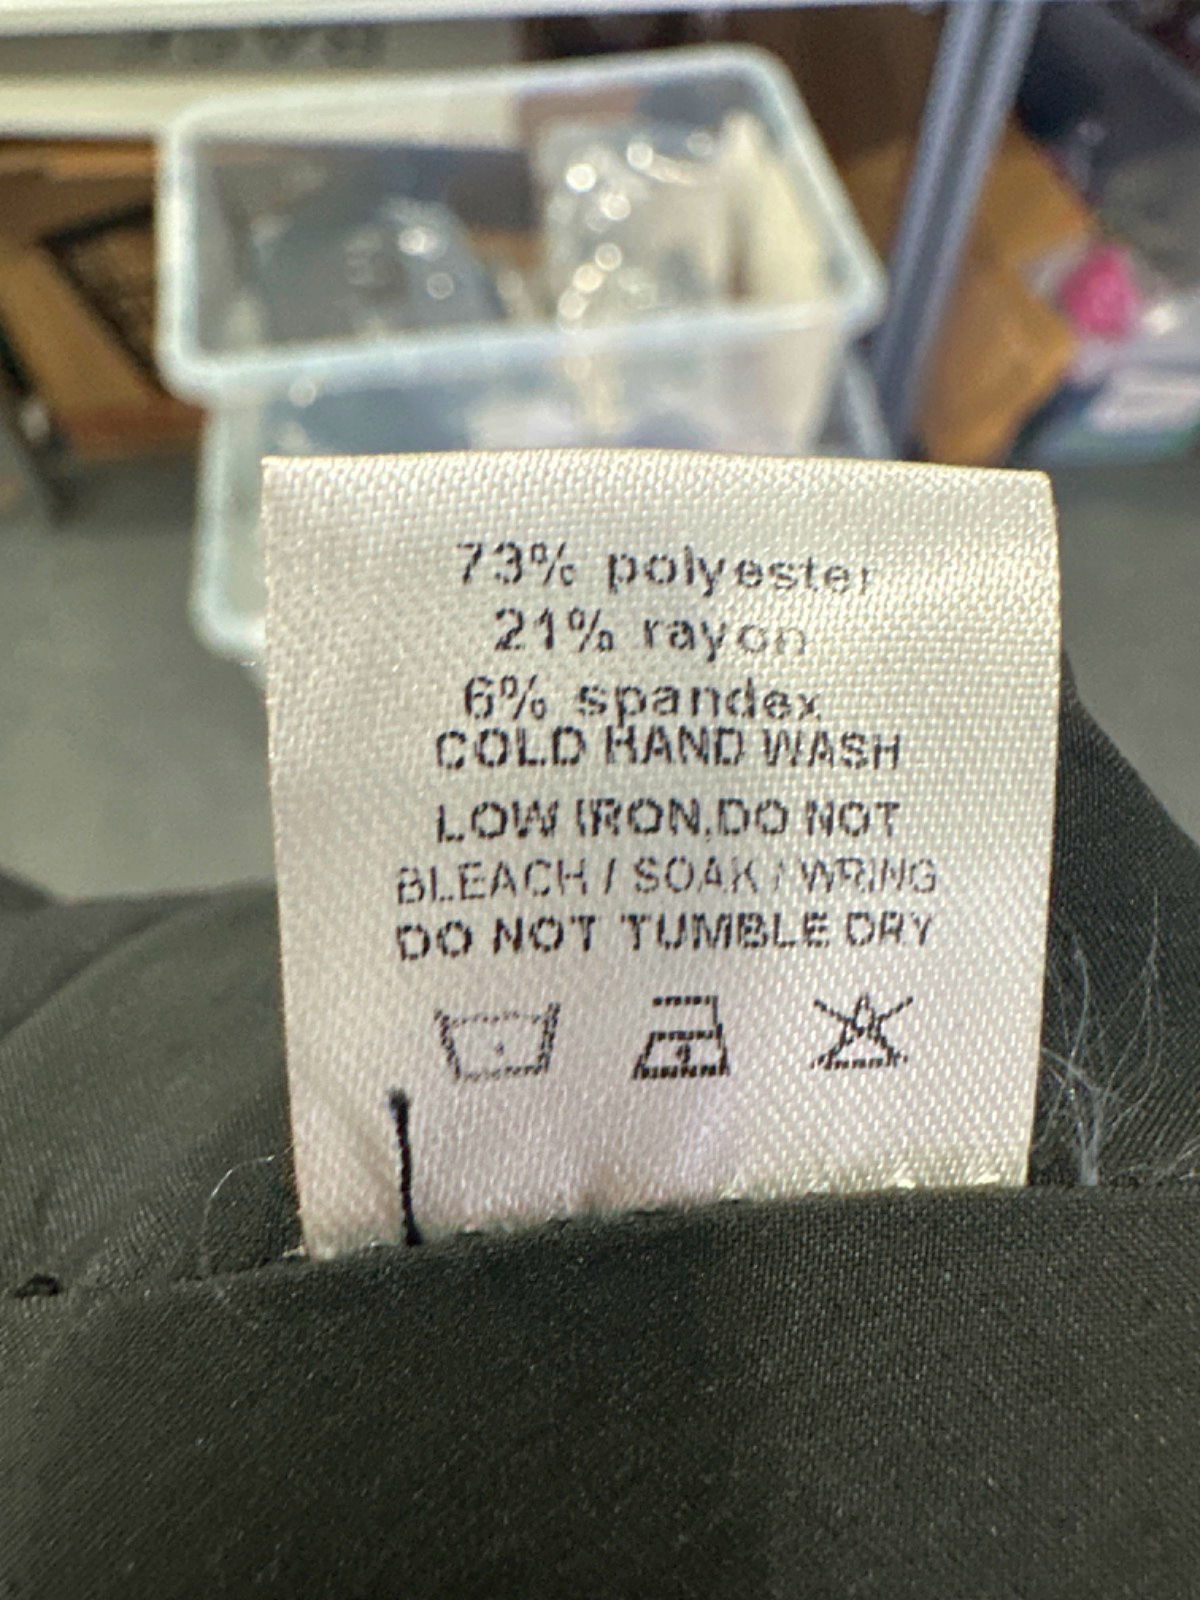 73% polyester
21% rayon
6% spandex
COLD HAND WASH
LOW IRON,DO NOT
BLEACH / SOAK / WRING
DO NOT TUMBLE DRY